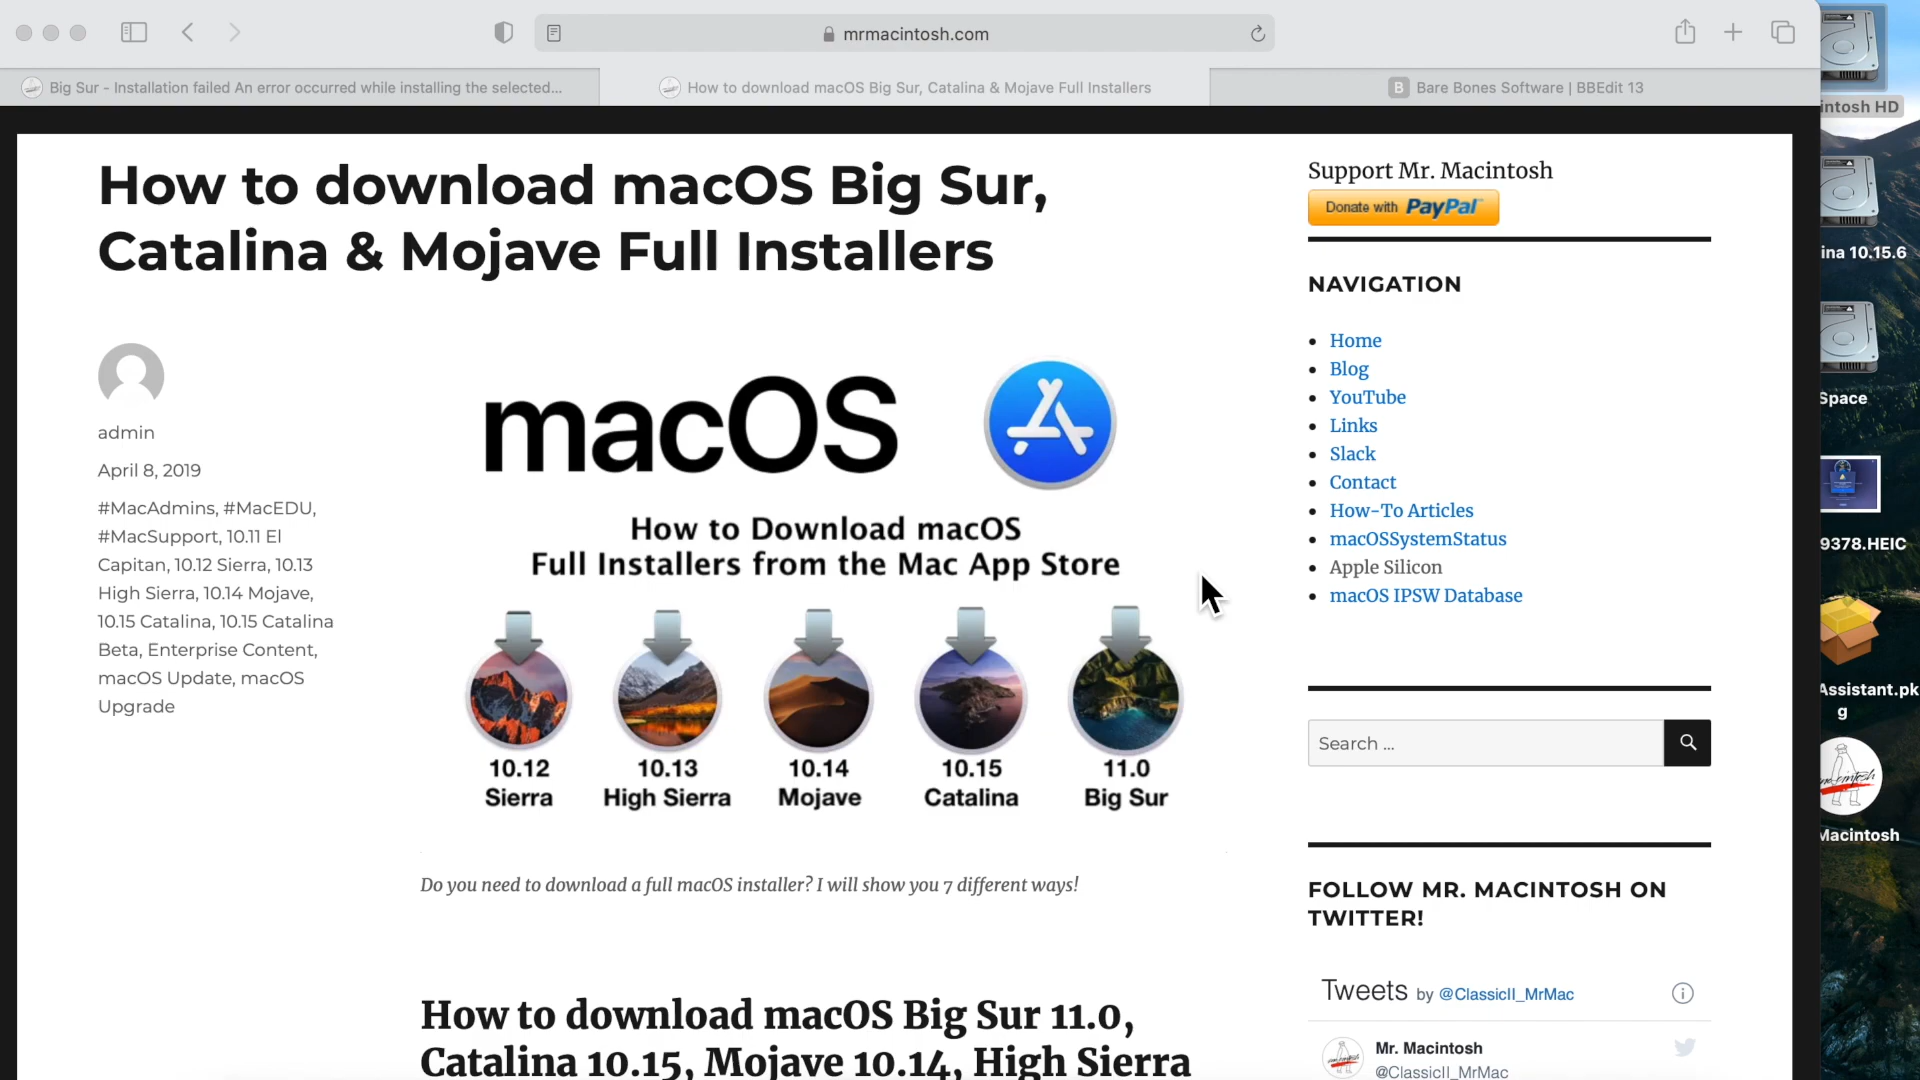 mrmacintosh.com
Big Sur - Installation failed An error occurred while installing the selected...
How to download macOS Big Sur, Catalina & Mojave Full Installers
B
Bare Bones Software | BBEdit 13
How to download macOS Big Sur,
Catalina & Mojave Full Installers
admin
April 8, 2019
#MacAdmins, #MacEDU,
#MacSupport, 10.11 El
Capitan, 10.12 Sierra, 10.13
High Sierra, 10.14 Mojave,
10.15 Catalina, 10.15 Catalina
Beta, Enterprise Content,
macOS Update, macOS
Upgrade
macOS
How to Download macOS
Full Installers from the Mac App Store
10.12
Sierra
10.13
High Sierra
10.14
Mojave
10.15
Catalina
11.0
Big Sur
Do you need to download a full macOS installer? I will show you 7 different ways!
How to download macOS Big Sur 11.0,
Catalina 10.15, Mojave 10.14, High Sierra
Support Mr. Macintosh
Donate with PayPal
NAVIGATION
Home
Blog
YouTube
Links
Slack
Contact
How-To Articles
macOSSystemStatus
Apple Silicon
macOS IPSW Database
Search ...
FOLLOW MR. MACINTOSH ON
TWITTER!
Tweets by @ClassicII_MrMac
Mr. Macintosh
@ClassicII_MrMac
intosh HD
ina 10.15.6
Space
9378.HEIC
Assistant.pk
g
Macintosh